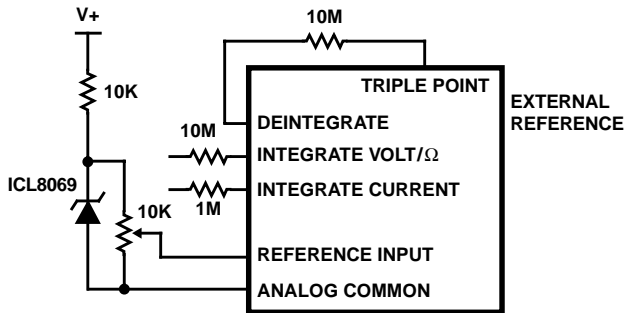 10M
V+
TRIPLE POINT
10K
EXTERNAL
REFERENCE
DEINTEGRATE
10M
INTEGRATE VOLT/Ω
ICL8069
INTEGRATE CURRENT
1M
10K
REFERENCE INPUT
ANALOG COMMON